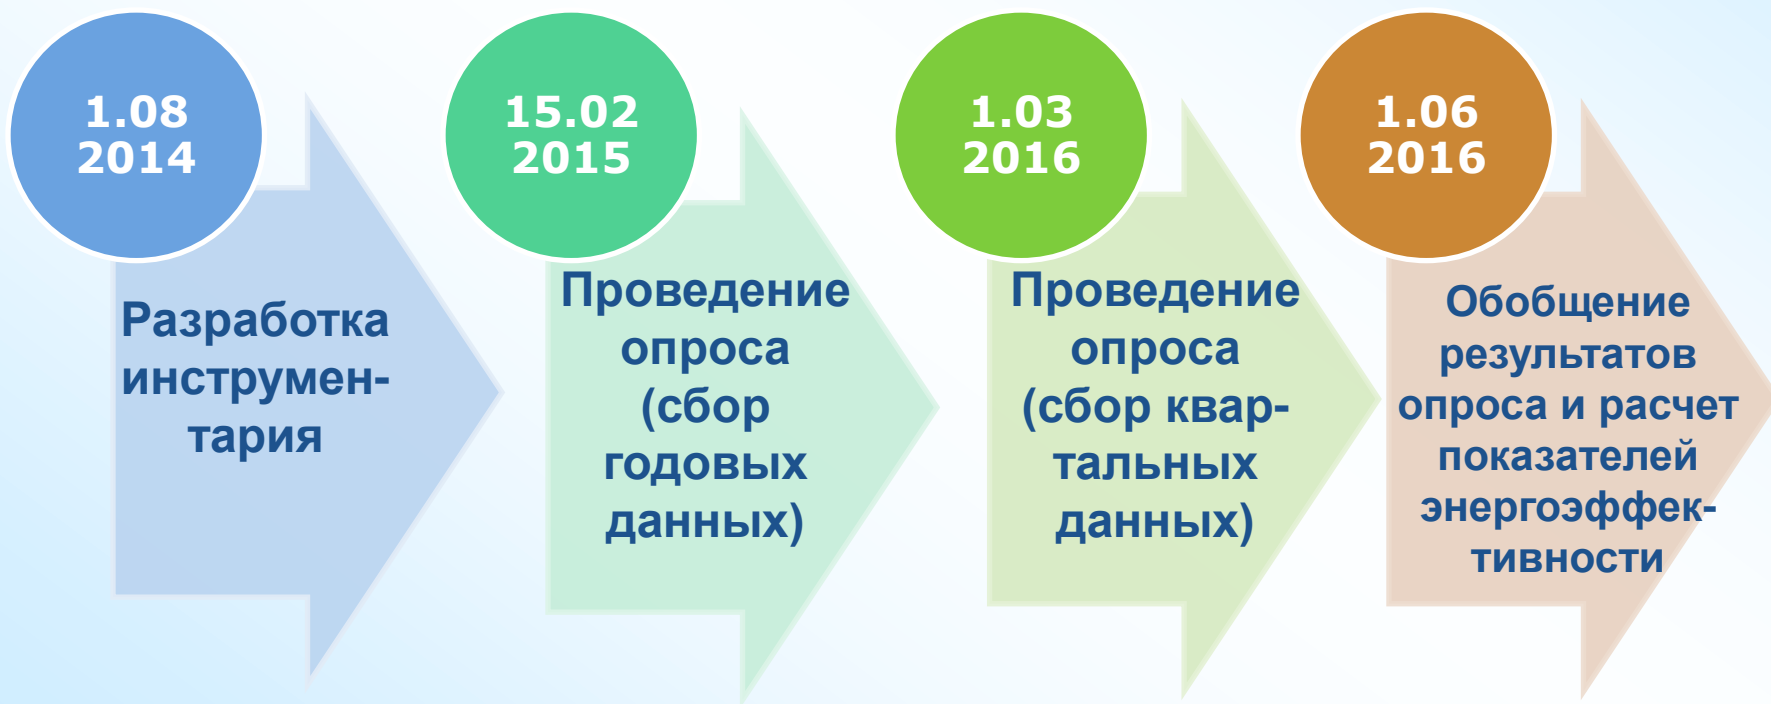 1.08
2014
Разработка
инструмен-
тария
15.02
2015
Проведение
опроса
(сбор
годовых
данных)
1.03
2016
Проведение
опроса
(сбор квар-
тальных
данных)
1.06
2016
Обобщение
результатов
опроса и расчет
показателей
энергоэффек-
тивности